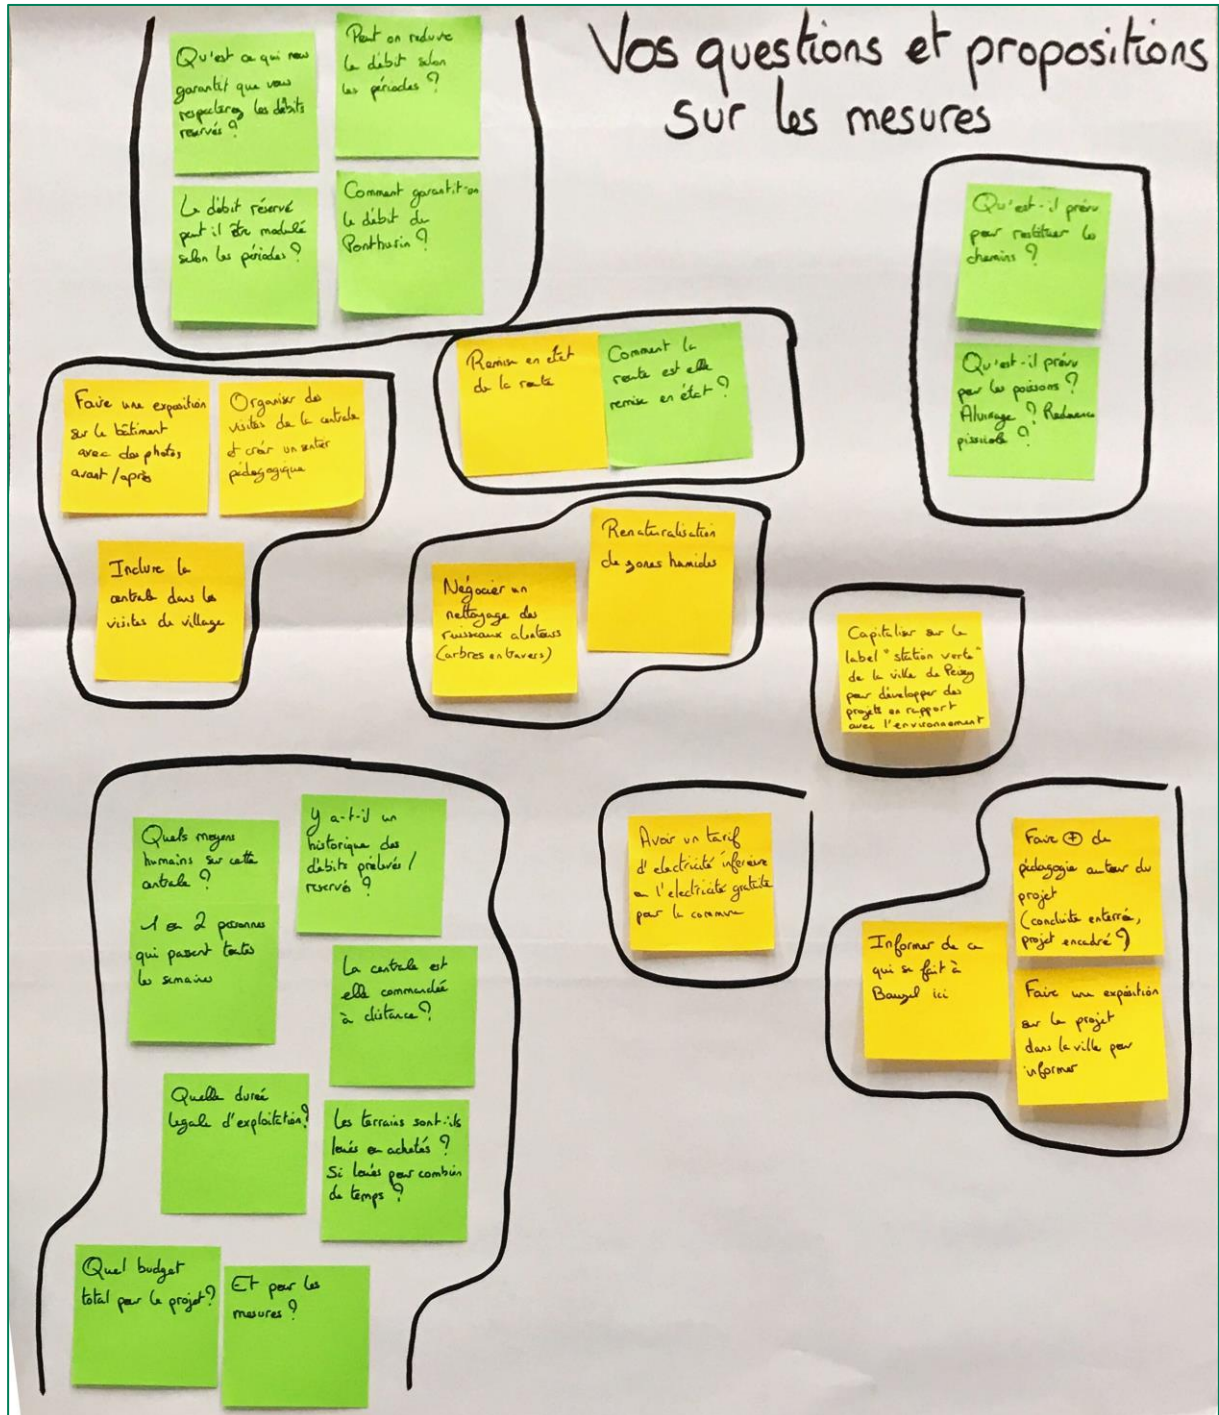 Vos questions et propositions
sur les mesures
Qu'est ce qui nous
garantit que vous
respecterez les débits
reservés ?
Peut on reduire
le débit selon
les périodes ?
Le débit réservé
peut il être modulé
selon les périodes ?
Comment garantit-on
le débit du
Ponthurin ?
Qu'est-il prévu
pour restituer les
chemins ?
Qu'est-il prévu
pour les poissons ?
Alvinage ? Redevance
piscicole ?
Remise en état
de la route
Comment la
route est elle
remise en état ?
Faire une exposition
sur le bâtiment
avec des photos
avant/après
Organiser des
visites de la centrale
et créer un sentier
pédagogique
Inclure la
centrale dans les
visites du village
Négocier un
nettoyage des
ruisseaux alentours
(arbres en travers)
Renaturalisation
de zones humides
Capitaliser sur le
label "station verte"
de la ville de Peisey
pour développer des
projets en rapport
avec l'environnement
Quels moyens
humains sur cette
centrale ?
1 ou 2 personnes
qui passent toutes
les semaines
Y a-t-il un
historique des
débits prélevés /
reservés ?
La centrale est
elle commandée
à distance ?
Quelle durée
legale d'exploitation ?
Les terrains sont-ils
loués ou achetés ?
Si loués pour combien
de temps ?
Quel budget
total pour le projet ?
Et pour les
mesures ?
Avoir un tarif
d'electricité inférieure
ou l'electricité gratuite
pour la commune
Faire + de
pédagogie autour du
projet
(conduite enterrée,
projet encadré ?)
Informer de ce
qui se fait à
ici
Faire une exposition
sur le projet
dans la ville pour
informer